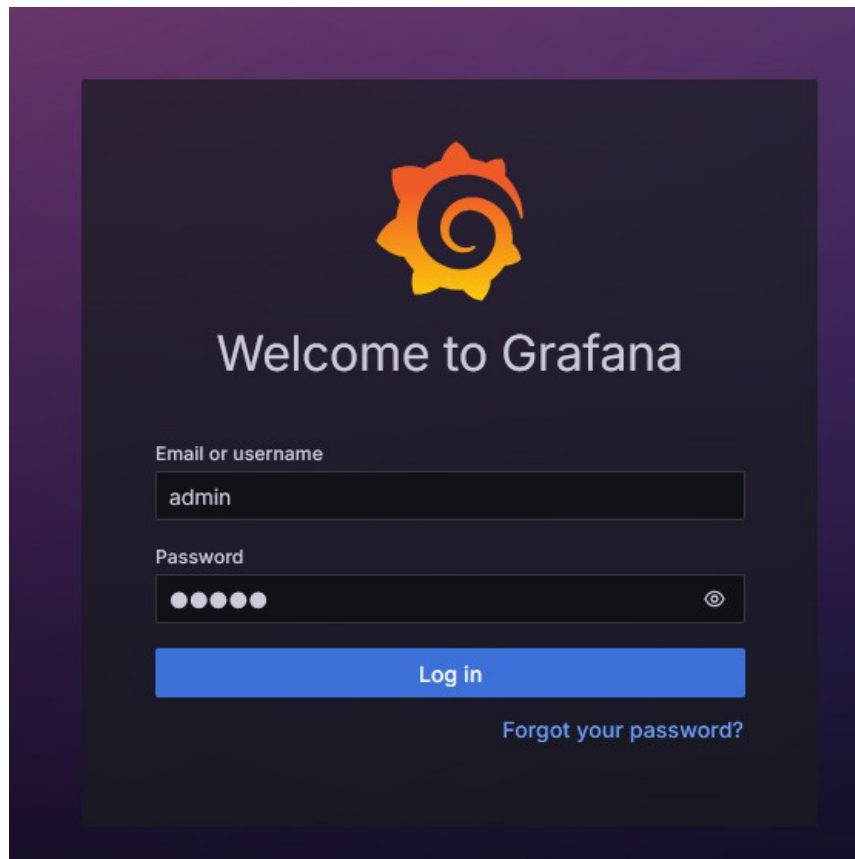 Welcome to Grafana
Email or username
admin
Password
●●●●●
Log in
Forgot your password?